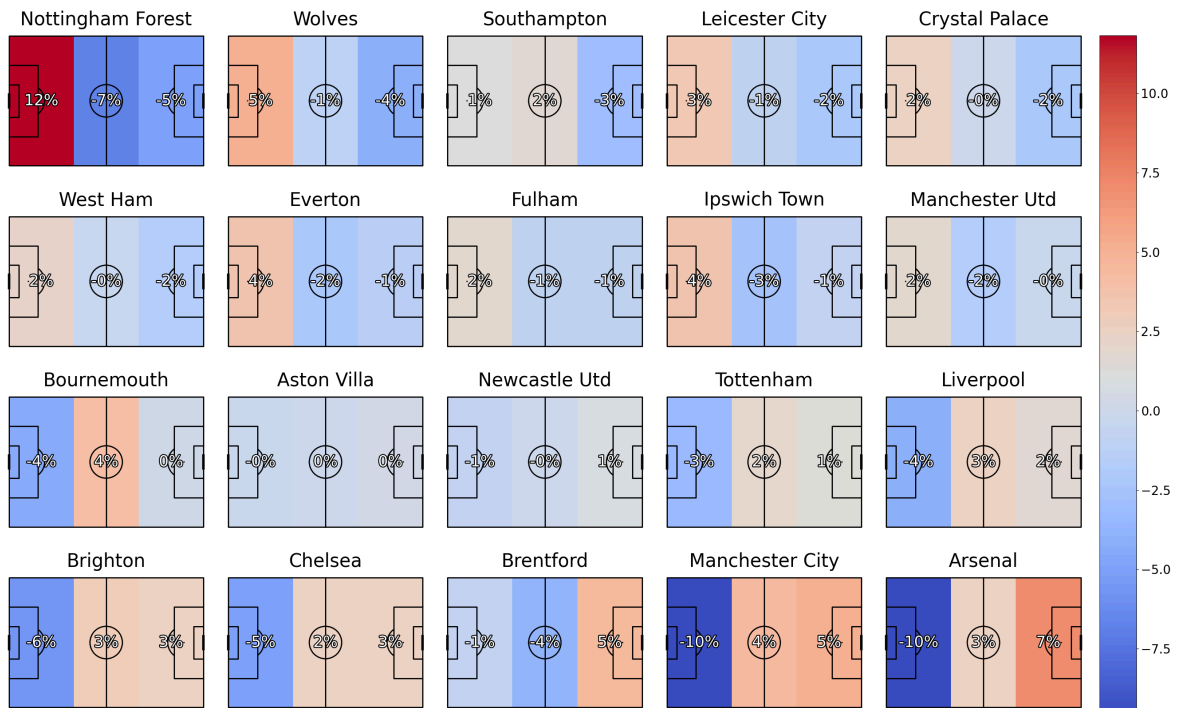 Nottingham Forest Wolves Southampton Leicester City Crystal Palace
12% -7% -5% 5% -1% -4% 1% 2% -3% 3% -1% -2% 2% -0% -2%
West Ham Everton Fulham Ipswich Town Manchester Utd
2% -0% -2% 4% -2% -1% 2% -1% -1% 4% -3% -1% 2% -2% -0%
Bournemouth Aston Villa Newcastle Utd Tottenham Liverpool
-4% 4% 0% -0% 0% 0% -1% -0% 1% -3% 2% 1% -4% 3% 2%
Brighton Chelsea Brentford Manchester City Arsenal
-6% 3% 3% -5% 2% 3% -1% -4% 5% -10% 4% 5% -10% 3% 7%
10.0
7.5
5.0
2.5
0.0
−2.5
−5.0
−7.5